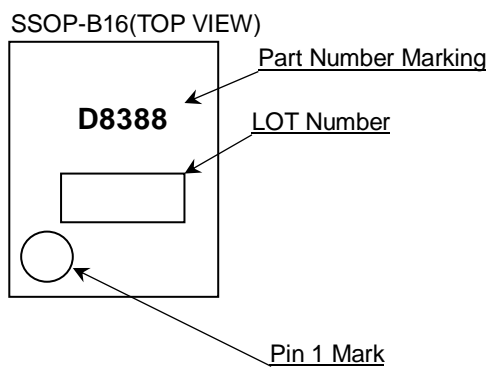 SSOP-B16(TOP VIEW)
Part Number Marking
D8388
LOT Number
Pin 1 Mark